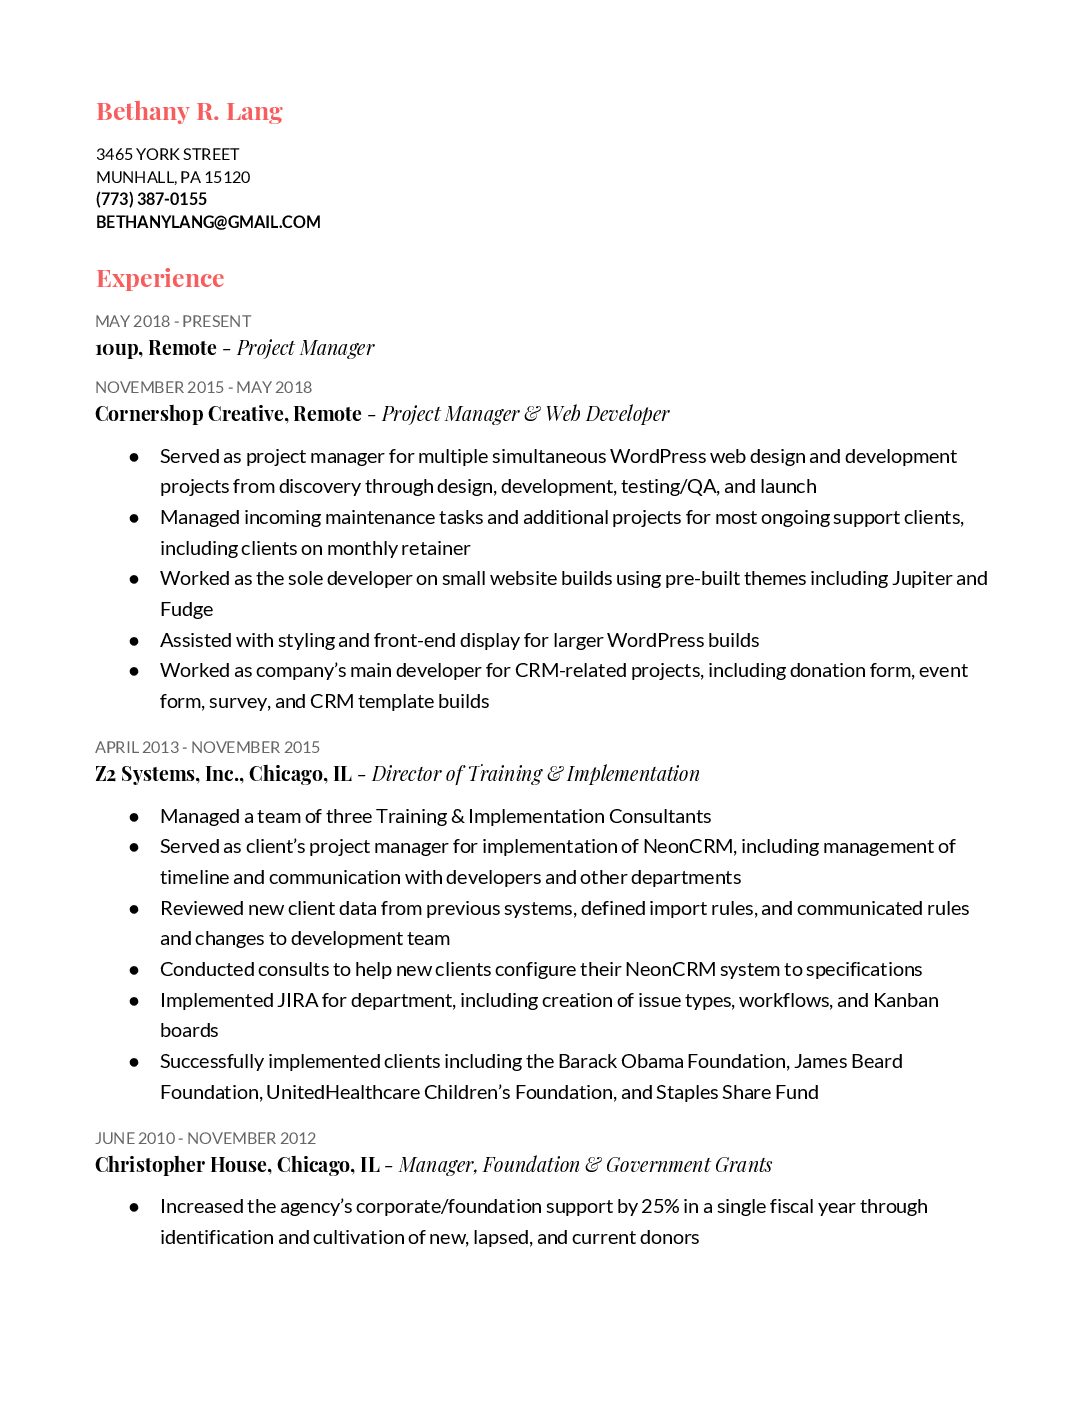 Bethany R. Lang
3465 YORK STREET
MUNHALL, PA 15120
(773) 387-0155
BETHANYLANG@GMAIL.COM
Experience
MAY 2018 - PRESENT
10up, Remote - Project Manager
NOVEMBER 2015 - MAY 2018
Cornershop Creative, Remote - Project Manager & Web Developer
● Served as project manager for multiple simultaneous WordPress web design and development
projects from discovery through design, development, testing/QA, and launch
● Managed incoming maintenance tasks and additional projects for most ongoing support clients,
including clients on monthly retainer
● Worked as the sole developer on small website builds using pre-built themes including Jupiter and
Fudge
● Assisted with styling and front-end display for larger WordPress builds
● Worked as company’s main developer for CRM-related projects, including donation form, event
form, survey, and CRM template builds
APRIL 2013 - NOVEMBER 2015
Z2 Systems, Inc., Chicago, IL - Director of Training & Implementation
● Managed a team of three Training & Implementation Consultants
● Served as client’s project manager for implementation of NeonCRM, including management of
timeline and communication with developers and other departments
● Reviewed new client data from previous systems, defined import rules, and communicated rules
and changes to development team
● Conducted consults to help new clients configure their NeonCRM system to specifications
● Implemented JIRA for department, including creation of issue types, workflows, and Kanban
boards
● Successfully implemented clients including the Barack Obama Foundation, James Beard
Foundation, UnitedHealthcare Children’s Foundation, and Staples Share Fund
JUNE 2010 - NOVEMBER 2012
Christopher House, Chicago, IL - Manager, Foundation & Government Grants
● Increased the agency’s corporate/foundation support by 25% in a single fiscal year through
identification and cultivation of new, lapsed, and current donors